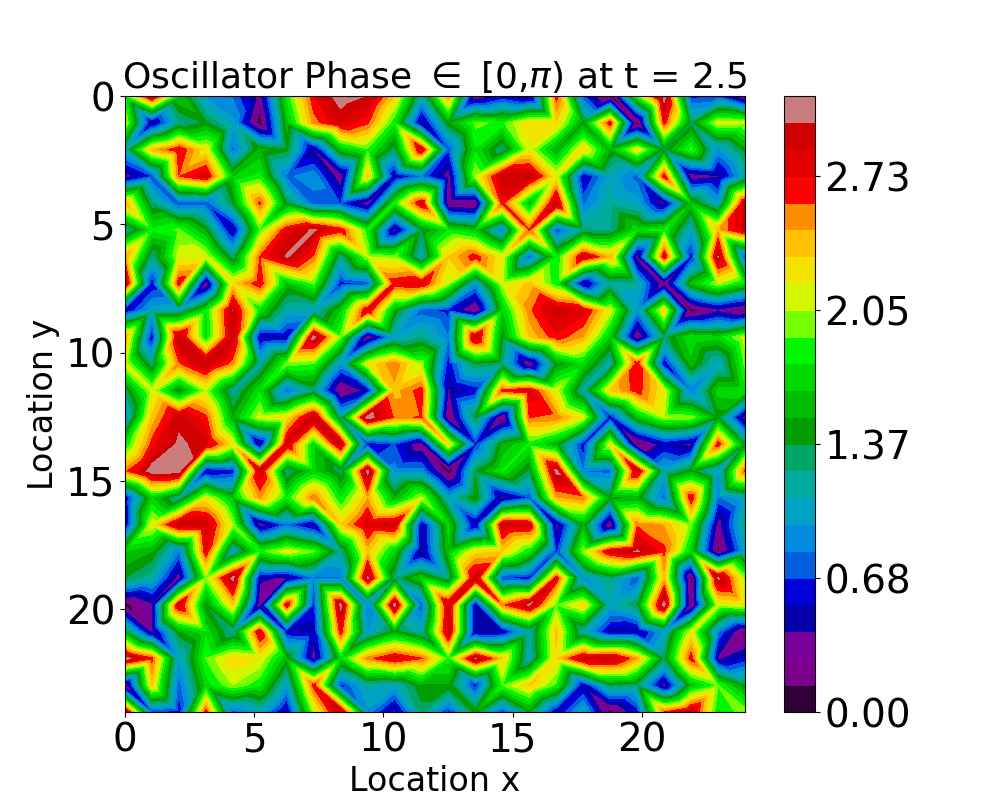 Oscillator Phase ∈ [0,π) at t = 2.5
Location y
0
5
10
15
20
0 5 10 15 20
Location x
2.73
2.05
1.37
0.68
0.00